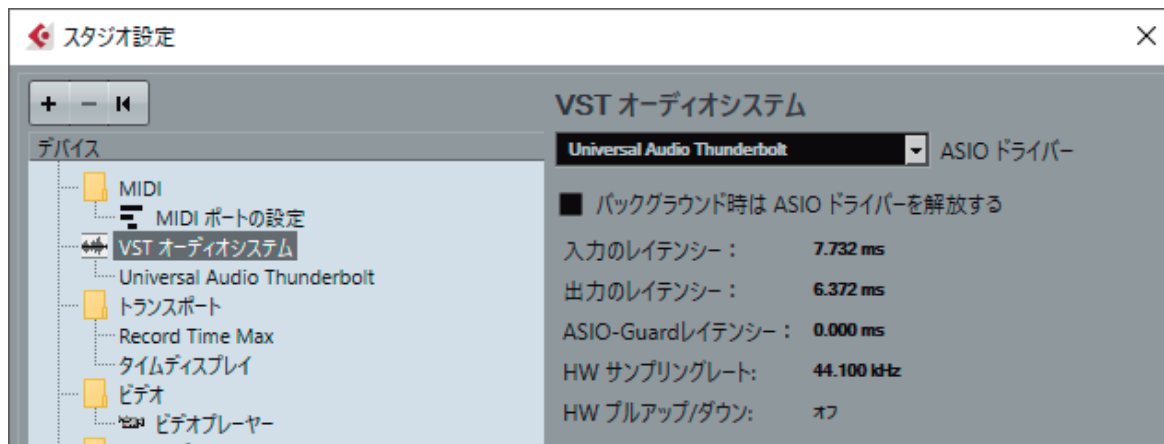 スタジオ設定
デバイス
MIDI
MIDI ポートの設定
VST オーディオシステム
Universal Audio Thunderbolt
トランスポート
Record Time Max
タイムディスプレイ
ビデオ
ビデオプレーヤー
VST オーディオシステム
Universal Audio Thunderbolt ASIO ドライバー
バックグラウンド時は ASIO ドライバーを解放する
入力のレイテンシー： 7.732 ms
出力のレイテンシー： 6.372 ms
ASIO-Guardレイテンシー： 0.000 ms
HW サンプリングレート: 44.100 kHz
HW プルアップ/ダウン: オフ